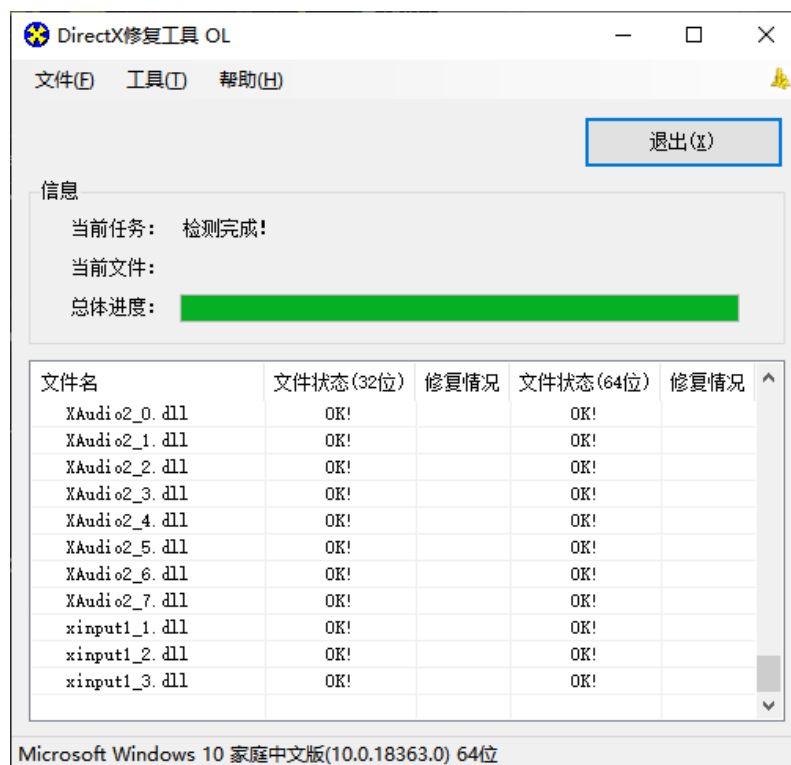 DirectX修复工具 OL
文件(F) 工具(T) 帮助(H)
退出(X)
信息
当前任务: 检测完成!
当前文件:
总体进度:
文件名 文件状态(32位) 修复情况 文件状态(64位) 修复情况
XAudio2_0.dll OK! OK!
XAudio2_1.dll OK! OK!
XAudio2_2.dll OK! OK!
XAudio2_3.dll OK! OK!
XAudio2_4.dll OK! OK!
XAudio2_5.dll OK! OK!
XAudio2_6.dll OK! OK!
XAudio2_7.dll OK! OK!
xinput1_1.dll OK! OK!
xinput1_2.dll OK! OK!
xinput1_3.dll OK! OK!
Microsoft Windows 10 家庭中文版(10.0.18363.0) 64位